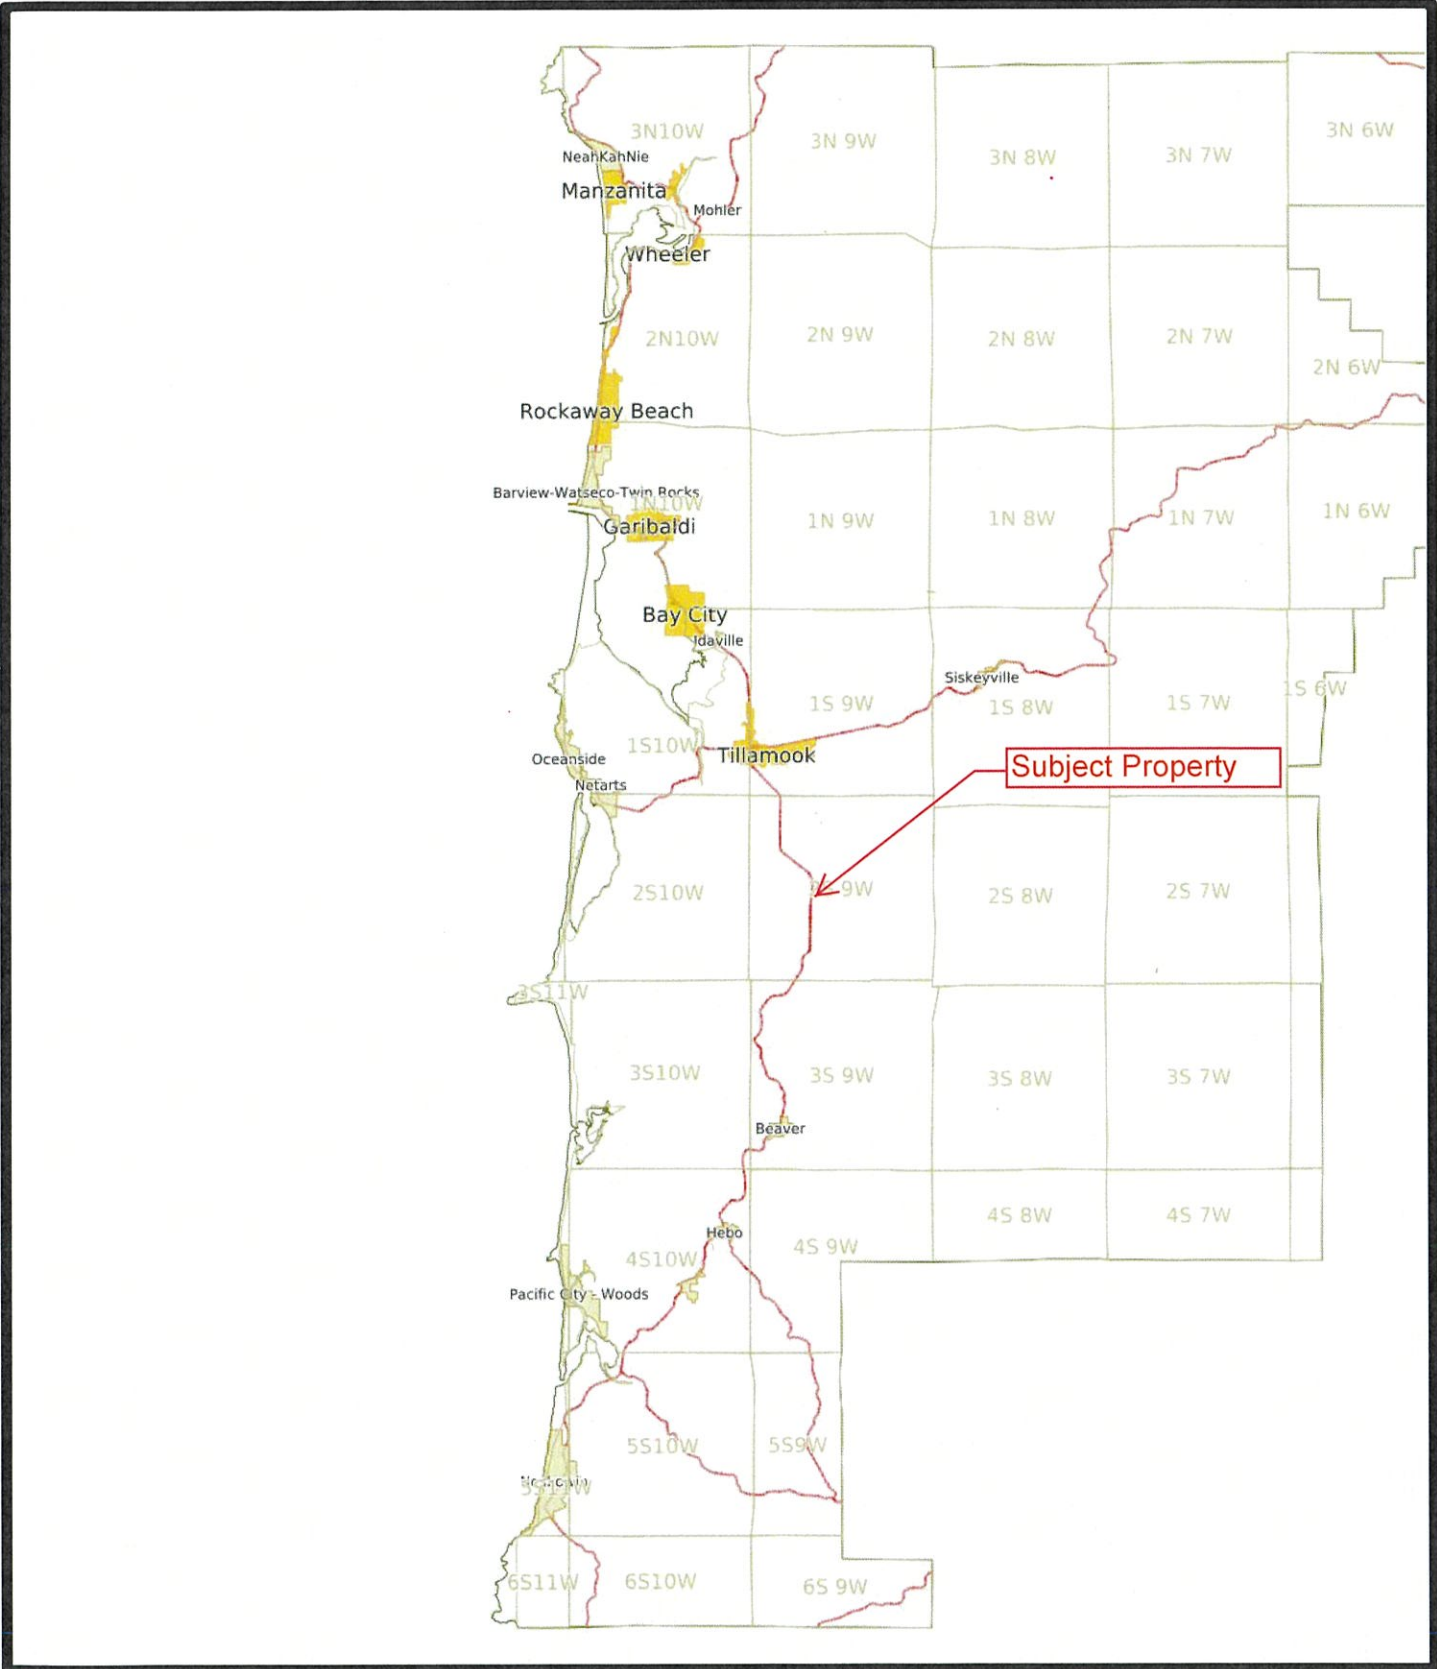 3N10W
3N 9W
3N 8W
3N 7W
3N 6W
NeahKahNie
Manzanita
Mohler
Wheeler
2N10W
2N 9W
2N 8W
2N 7W
2N 6W
Rockaway Beach
Barview-Watseco-Twin Rocks
1N10W
1N 9W
1N 8W
1N 7W
1N 6W
Garibaldi
Bay City
Idaville
Siskeyville
1S 9W
1S 8W
1S 7W
1S 6W
1S10W
Tillamook
Oceanside
Netarts
Subject Property
2S10W
9W
2S 8W
2S 7W
3S11W
3S10W
3S 9W
3S 8W
3S 7W
Beaver
4S 8W
4S 7W
Hebo
4S10W
4S 9W
Pacific City - Woods
5S10W
5S9W
5S11W
6S11W
6S10W
6S 9W